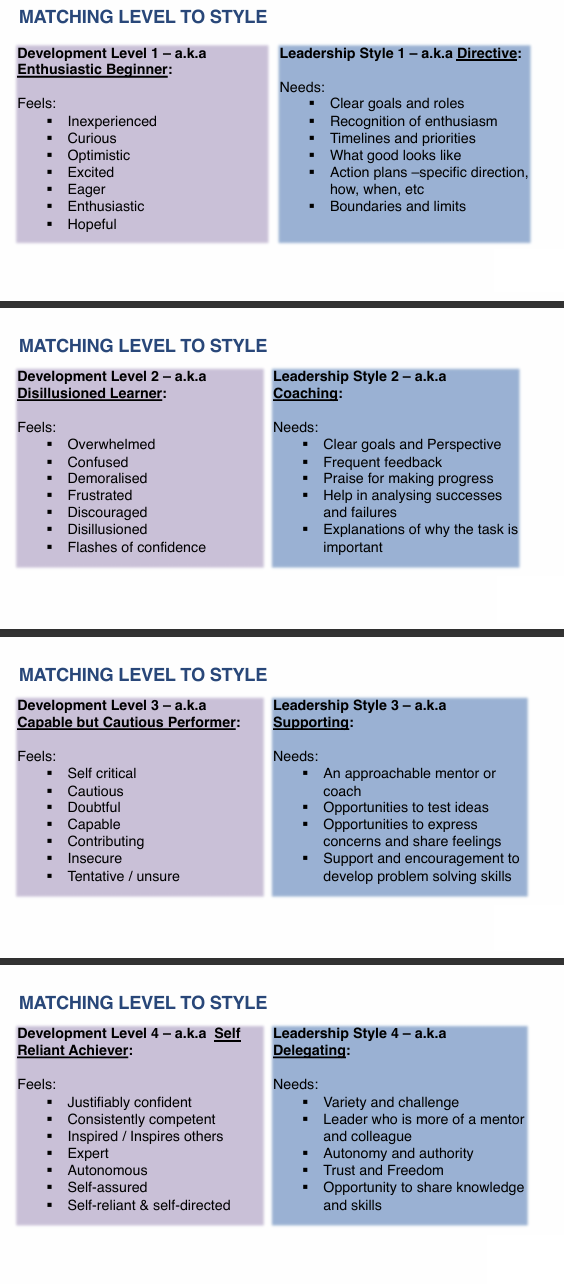 MATCHING LEVEL TO STYLE
Development Level 1 – a.k.a
Enthusiastic Beginner:
Feels:
▪ Inexperienced
▪ Curious
▪ Optimistic
▪ Excited
▪ Eager
▪ Enthusiastic
▪ Hopeful
Leadership Style 1 – a.k.a Directive:
Needs:
▪ Clear goals and roles
▪ Recognition of enthusiasm
▪ Timelines and priorities
▪ What good looks like
▪ Action plans –specific direction,
how, when, etc
▪ Boundaries and limits
MATCHING LEVEL TO STYLE
Development Level 2 – a.k.a
Disillusioned Learner:
Feels:
▪ Overwhelmed
▪ Confused
▪ Demoralised
▪ Frustrated
▪ Discouraged
▪ Disillusioned
▪ Flashes of confidence
Leadership Style 2 – a.k.a
Coaching:
Needs:
▪ Clear goals and Perspective
▪ Frequent feedback
▪ Praise for making progress
▪ Help in analysing successes
and failures
▪ Explanations of why the task is
important
MATCHING LEVEL TO STYLE
Development Level 3 – a.k.a
Capable but Cautious Performer:
Feels:
▪ Self critical
▪ Cautious
▪ Doubtful
▪ Capable
▪ Contributing
▪ Insecure
▪ Tentative / unsure
Leadership Style 3 – a.k.a
Supporting:
Needs:
▪ An approachable mentor or
coach
▪ Opportunities to test ideas
▪ Opportunities to express
concerns and share feelings
▪ Support and encouragement to
develop problem solving skills
MATCHING LEVEL TO STYLE
Development Level 4 – a.k.a Self
Reliant Achiever:
Feels:
▪ Justifiably confident
▪ Consistently competent
▪ Inspired / Inspires others
▪ Expert
▪ Autonomous
▪ Self-assured
▪ Self-reliant & self-directed
Leadership Style 4 – a.k.a
Delegating:
Needs:
▪ Variety and challenge
▪ Leader who is more of a mentor
and colleague
▪ Autonomy and authority
▪ Trust and Freedom
▪ Opportunity to share knowledge
and skills